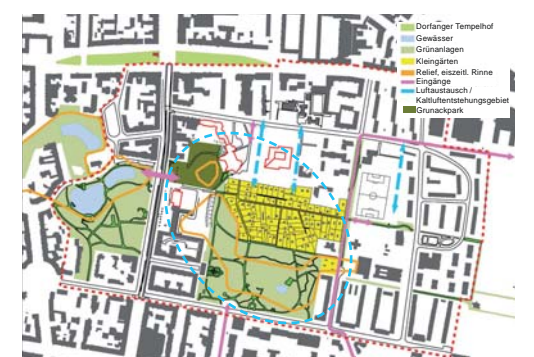 Dorfanger Tempelhof
Gewässer
Grünanlagen
Kleingärten
Relief, eiszeitl. Rinne
Eingänge
Luftaustausch /
Kaltluftentstehungsgebiet
Grunackpark